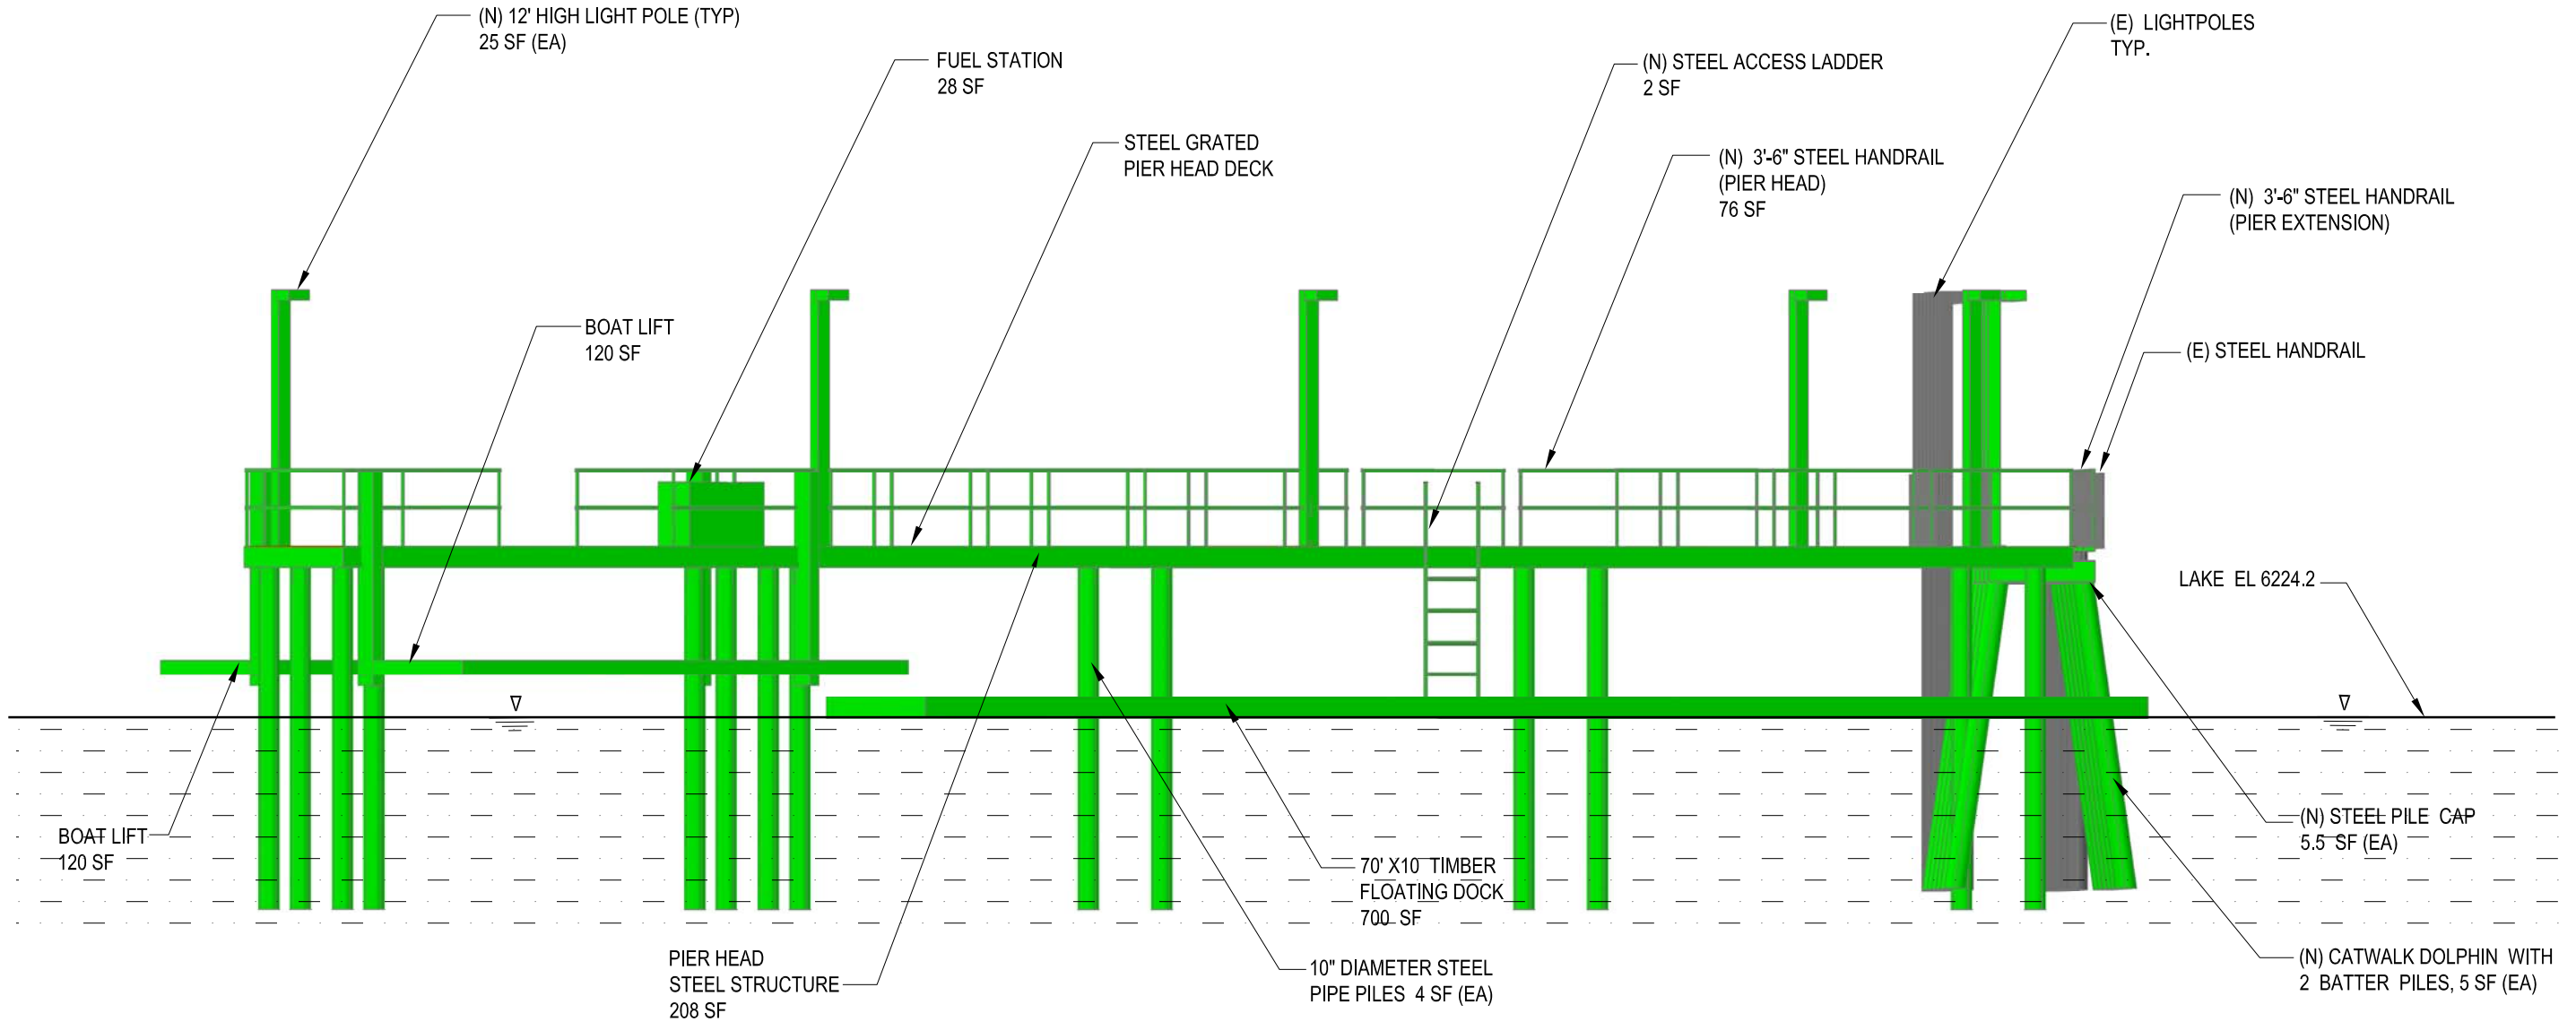 (N) 12' HIGH LIGHT POLE (TYP)
25 SF (EA)
FUEL STATION
28 SF
(N) STEEL ACCESS LADDER
2 SF
(E) LIGHTPOLES
TYP.
STEEL GRATED
PIER HEAD DECK
(N) 3'-6" STEEL HANDRAIL
(PIER HEAD)
76 SF
(N) 3'-6" STEEL HANDRAIL
(PIER EXTENSION)
BOAT LIFT
120 SF
(E) STEEL HANDRAIL
LAKE EL 6224.2
BOAT LIFT
120 SF
(N) STEEL PILE CAP
5.5 SF (EA)
70' X10 TIMBER
FLOATING DOCK
700 SF
PIER HEAD
STEEL STRUCTURE
208 SF
10" DIAMETER STEEL
PIPE PILES 4 SF (EA)
(N) CATWALK DOLPHIN WITH
2 BATTER PILES, 5 SF (EA)